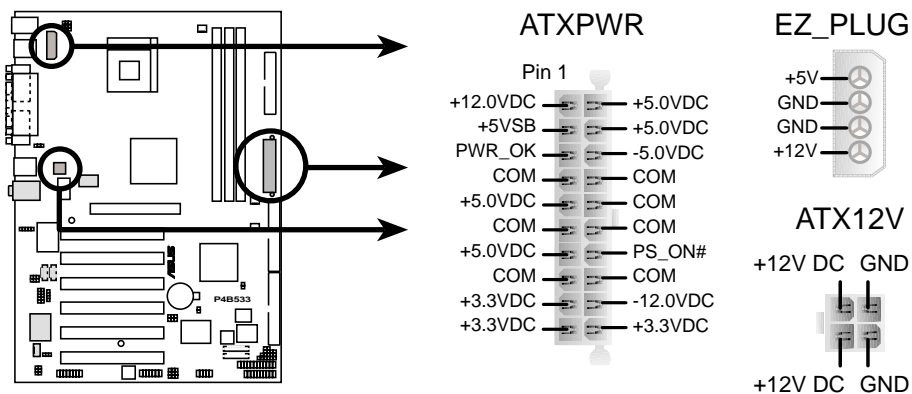 ATXPWR
EZ_PLUG
Pin 1
+12.0VDC
+5VSB
PWR_OK
COM
+5.0VDC
COM
+5.0VDC
COM
+3.3VDC
+3.3VDC
+5.0VDC
+5.0VDC
-5.0VDC
COM
COM
COM
PS_ON#
COM
-12.0VDC
+3.3VDC
+5V
GND
GND
+12V
ATX12V
+12V DC GND
+12V DC GND
ASUS
P4B533